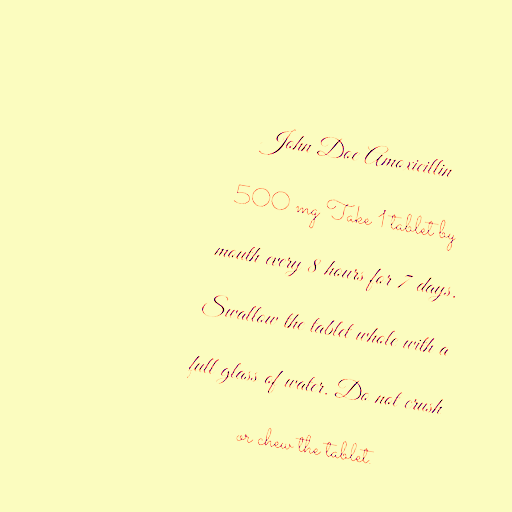 John Doe Amoxicillin
500 mg Take 1 tablet by
mouth every 8 hours for 7 days.
Swallow the tablet whole with a
full glass of water. Do not crush
or chew the tablet